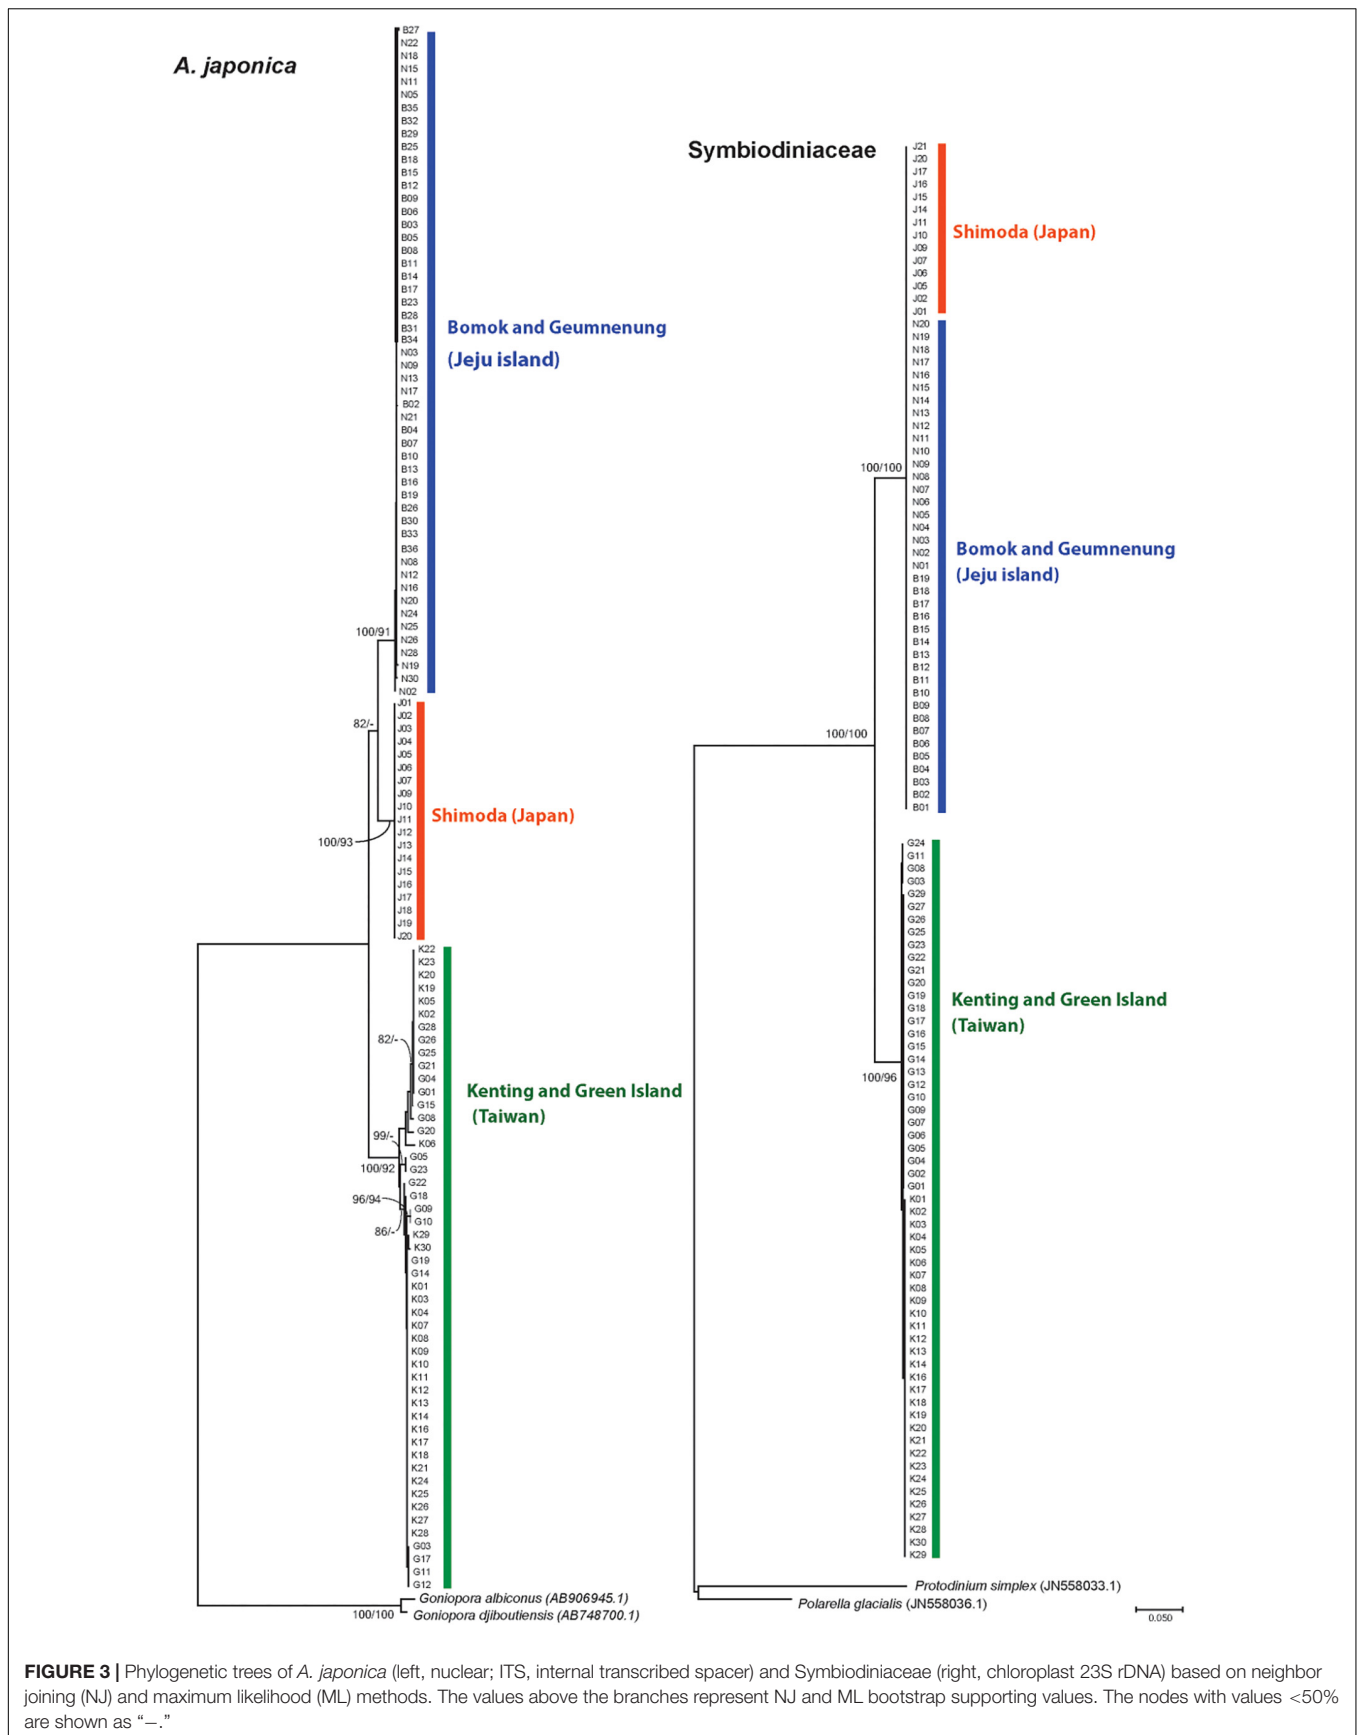 A. japonica
B27
N22
N18
N15
N11
N05
B35
B32
B29
B25
B18
B15
B12
B09
B06
B03
B05
B08
B11
B14
B17
B23
B28
B31
B34
N03
N09
N13
N17
B02
N21
B04
B07
B10
B13
B16
B19
B26
B30
B33
B36
N08
N12
N16
N20
N24
N25
N26
N28
N19
N30
N02
Bomok and Geumnenung
(Jeju island)
100/91
82/-
J01
J02
J03
J04
J05
J06
J07
J09
J10
J11
J12
J13
J14
J15
J16
J17
J18
J19
J20
Shimoda (Japan)
100/93
K22
K23
K20
K19
K05
K02
G28
G26
G25
G21
G04
G01
G15
G08
G20
K06
G05
G23
G22
G18
G09
G10
K29
K30
G19
G14
K01
K03
K04
K07
K08
K09
K10
K11
K12
K13
K14
K16
K17
K18
K21
K24
K25
K26
K27
K28
G03
G17
G11
G12
82/-
99/-
100/92
96/94
86/-
Kenting and Green Island
(Taiwan)
Goniopora albiconus (AB906945.1)
Goniopora djiboutiensis (AB748700.1)
100/100
Symbiodiniaceae
J21
J20
J17
J16
J15
J14
J11
J10
J09
J07
J06
J05
J02
J01
Shimoda (Japan)
N20
N19
N18
N17
N16
N15
N14
N13
N12
N11
N10
N09
N08
N07
N06
N05
N04
N03
N02
N01
B19
B18
B17
B16
B15
B14
B13
B12
B11
B10
B09
B08
B07
B06
B05
B04
B03
B02
B01
100/100
Bomok and Geumnenung
(Jeju island)
100/100
G24
G11
G08
G03
G29
G27
G26
G25
G23
G22
G21
G20
G19
G18
G17
G16
G15
G14
G13
G12
G10
G09
G07
G06
G05
G04
G02
G01
K01
K02
K03
K04
K05
K06
K07
K08
K09
K10
K11
K12
K13
K14
K16
K17
K18
K19
K20
K21
K22
K23
K24
K25
K26
K27
K28
K30
K29
Kenting and Green Island
(Taiwan)
100/96
Protodinium simplex (JN558033.1)
Polarella glacialis (JN558036.1)
0.050
FIGURE 3 | Phylogenetic trees of A. japonica (left, nuclear; ITS, internal transcribed spacer) and Symbiodiniaceae (right, chloroplast 23S rDNA) based on neighbor
joining (NJ) and maximum likelihood (ML) methods. The values above the branches represent NJ and ML bootstrap supporting values. The nodes with values <50%
are shown as “–.”